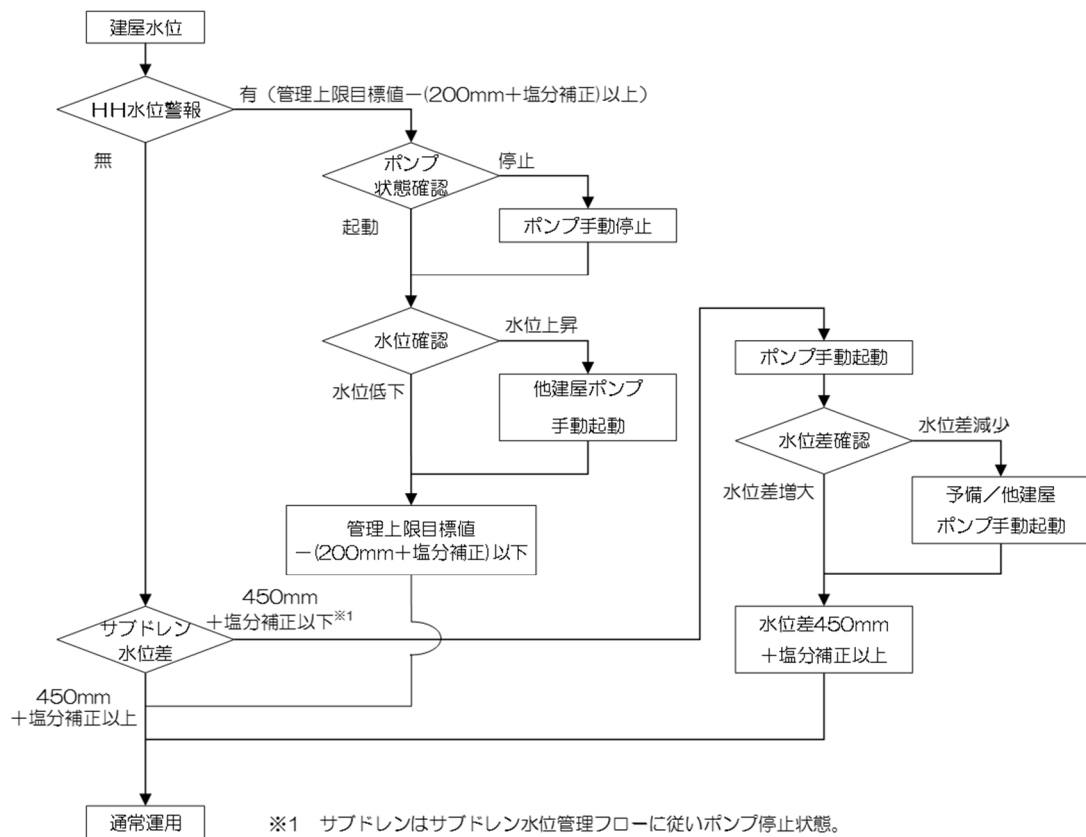 建屋水位
HH水位警報
有（管理上限目標値－(200mm＋塩分補正)以上）
無
ポンプ
状態確認
停止
起動
ポンプ手動停止
水位確認
水位上昇
水位低下
他建屋ポンプ
手動起動
管理上限目標値
－(200mm＋塩分補正)以下
サブドレン
水位差
450mm
＋塩分補正以下※1
450mm
＋塩分補正以上
ポンプ手動起動
水位差確認
水位差減少
水位差増大
予備／他建屋
ポンプ手動起動
水位差450mm
＋塩分補正以上
通常運用
※1　サブドレンはサブドレン水位管理フローに従いポンプ停止状態。